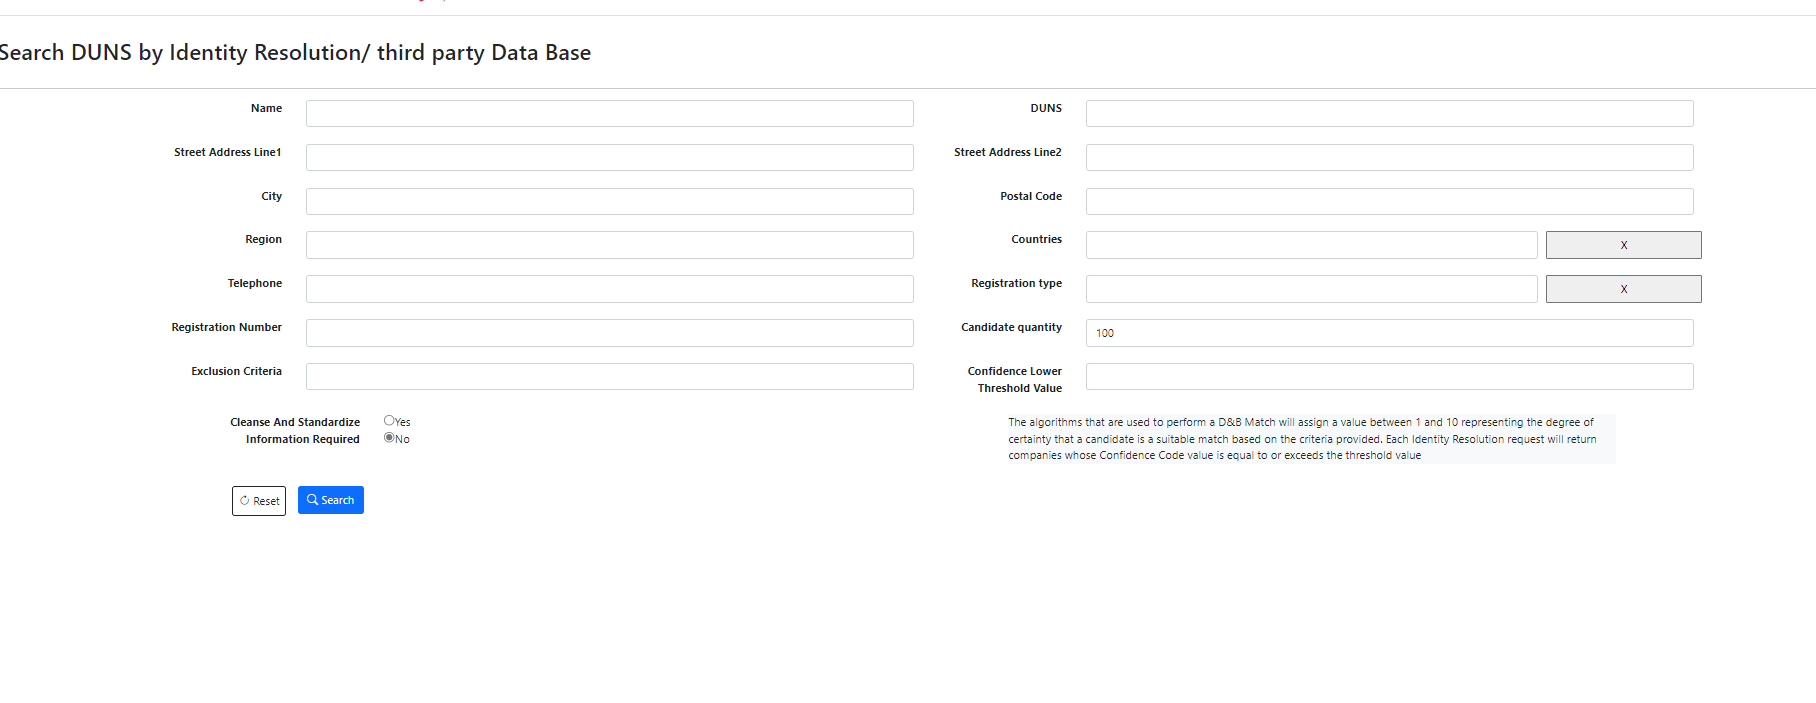 Search DUNS by Identity Resolution/ third party Data Base
Name
DUNS
Street Address Line1
Street Address Line2
City
Postal Code
Region
Countries
X
Telephone
Registration type
X
Registration Number
Candidate quantity
100
Exclusion Criteria
Confidence Lower
Threshold Value
Cleanse And Standardize
Information Required
Yes
No
The algorithms that are used to perform a D&B Match will assign a value between 1 and 10 representing the degree of
certainty that a candidate is a suitable match based on the criteria provided. Each Identity Resolution request will return
companies whose Confidence Code value is equal to or exceeds the threshold value
Reset
Search